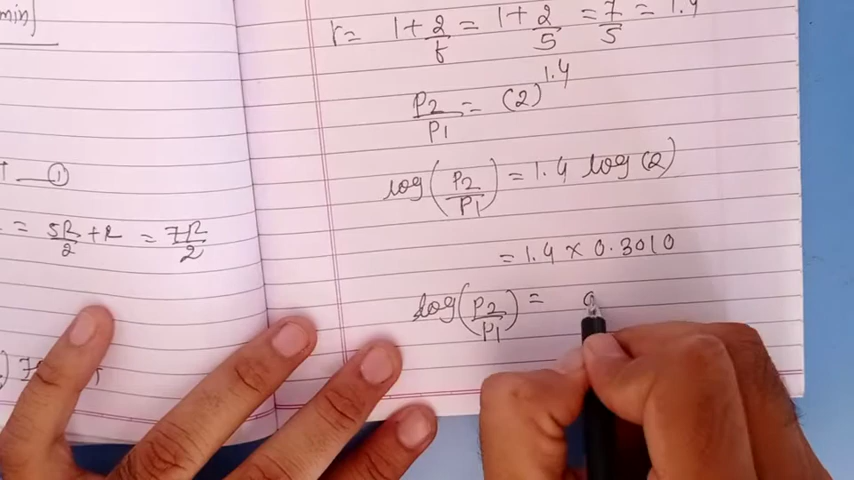 min)
① 
= 5R/2 + R = 7R/2
r = 1+2/f = 1+2/5 = 7/5 = 1.4
P2/P1 = (2)^1.4
log(P2/P1) = 1.4 log(2)
= 1.4 × 0.3010
log(P2/P1) =